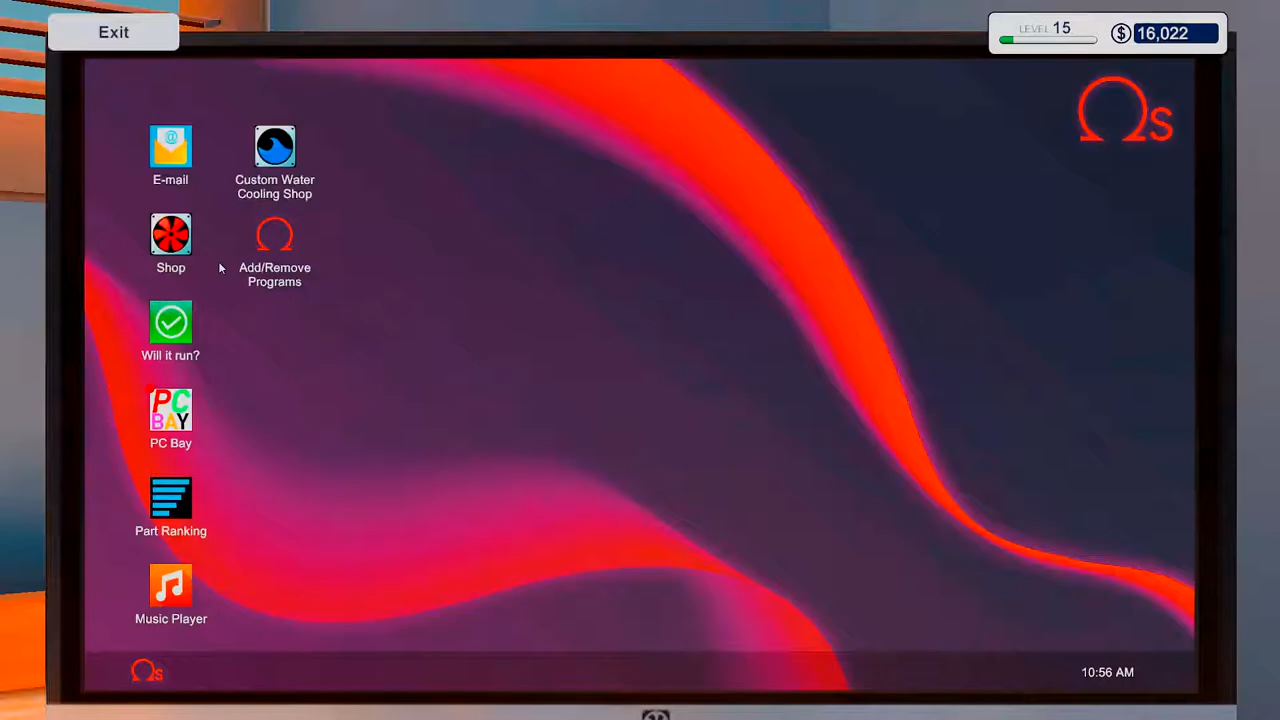 Exit
LEVEL 15
$ 16,022
Ωs
E-mail
Custom Water
Cooling Shop
Shop
Add/Remove
Programs
Will it run?
PC
BAY
PC Bay
Part Ranking
Music Player
Ωs
10:56 AM